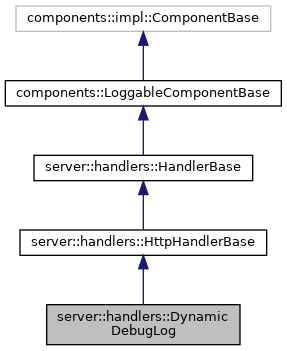 components::impl::ComponentBase
components::LoggableComponentBase
server::handlers::HandlerBase
server::handlers::HttpHandlerBase
server::handlers::Dynamic
DebugLog